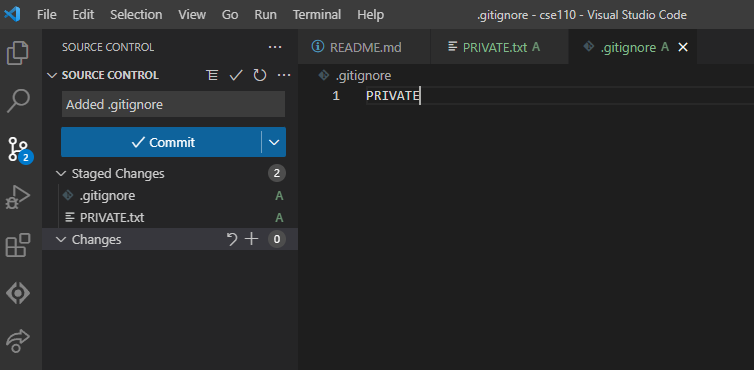 File Edit Selection View Go Run Terminal Help .gitignore - cse110 - Visual Studio Code
SOURCE CONTROL ...
SOURCE CONTROL ...
Added .gitignore
Commit
Staged Changes 2
.gitignore A
PRIVATE.txt A
Changes 0
2
README.md PRIVATE.txt A .gitignore A
.gitignore
1 PRIVATE